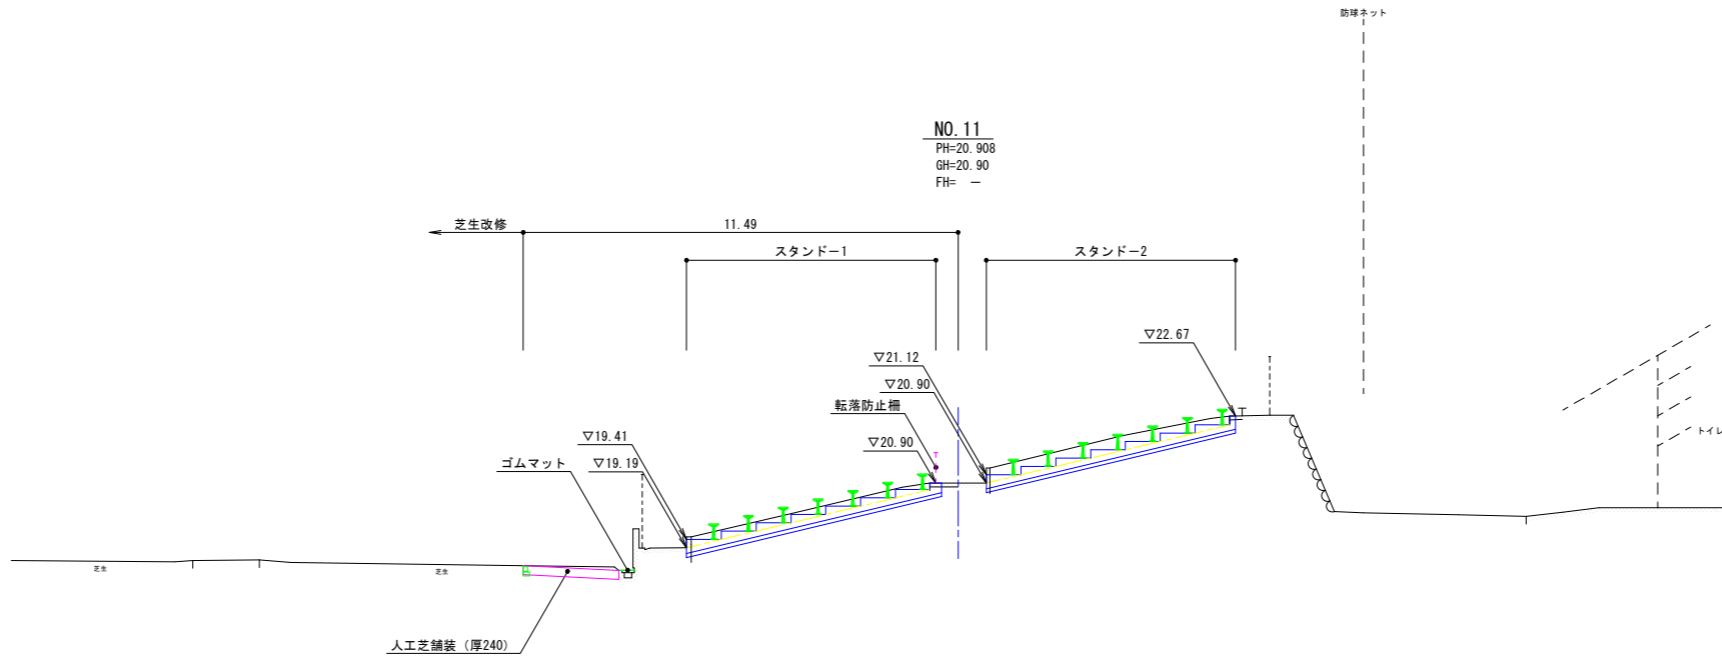 防球ネット
NO.11
PH=20.908
GH=20.90
FH= －
芝生改修
11.49
スタンド－1
スタンド－2
▽22.67
▽21.12
▽20.90
転落防止柵
▽20.90
▽19.41
ゴムマット
▽19.19
トイレ
芝生
芝生
人工芝舗装（厚240）